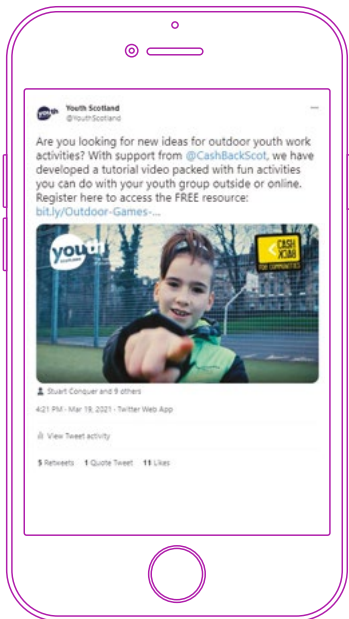 Youth Scotland
@YouthScotland
Are you looking for new ideas for outdoor youth work
activities? With support from @CashBackScot, we have
developed a tutorial video packed with fun activities
you can do with your youth group outside or online.
Register here to access the FREE resource:
bit.ly/Outdoor-Games-...
youth
CASH
BACK
FOR COMMUNITIES
Stuart Conquer and 9 others
4:21 PM · Mar 19, 2021 · Twitter Web App
View Tweet activity
5 Retweets 1 Quote Tweet 11 Likes